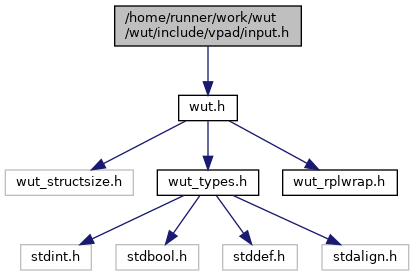 /home/runner/work/wut
/wut/include/vpad/input.h
wut.h
wut_structsize.h
wut_types.h
wut_rplwrap.h
stdint.h
stdbool.h
stddef.h
stdalign.h